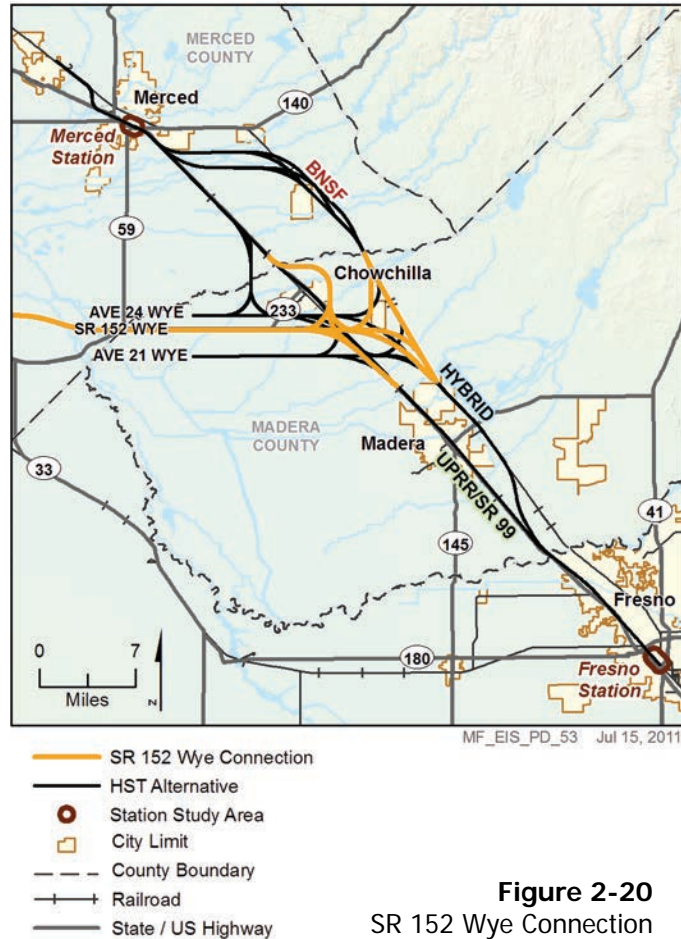 MERCED
COUNTY
Merced
140
Merced
Station
BNSF
59
Chowchilla
AVE 24 WYE
233
SR 152 WYE
AVE 21 WYE
HYBRID
MADERA
COUNTY
Madera
33
UPRR/SR 99
41
145
Fresno
0 7
Miles
N
180
Fresno
Station
MF_EIS_PD_53 Jul 15, 2011
SR 152 Wye Connection
HST Alternative
Station Study Area
City Limit
County Boundary
Railroad
State / US Highway
Figure 2-20
SR 152 Wye Connection